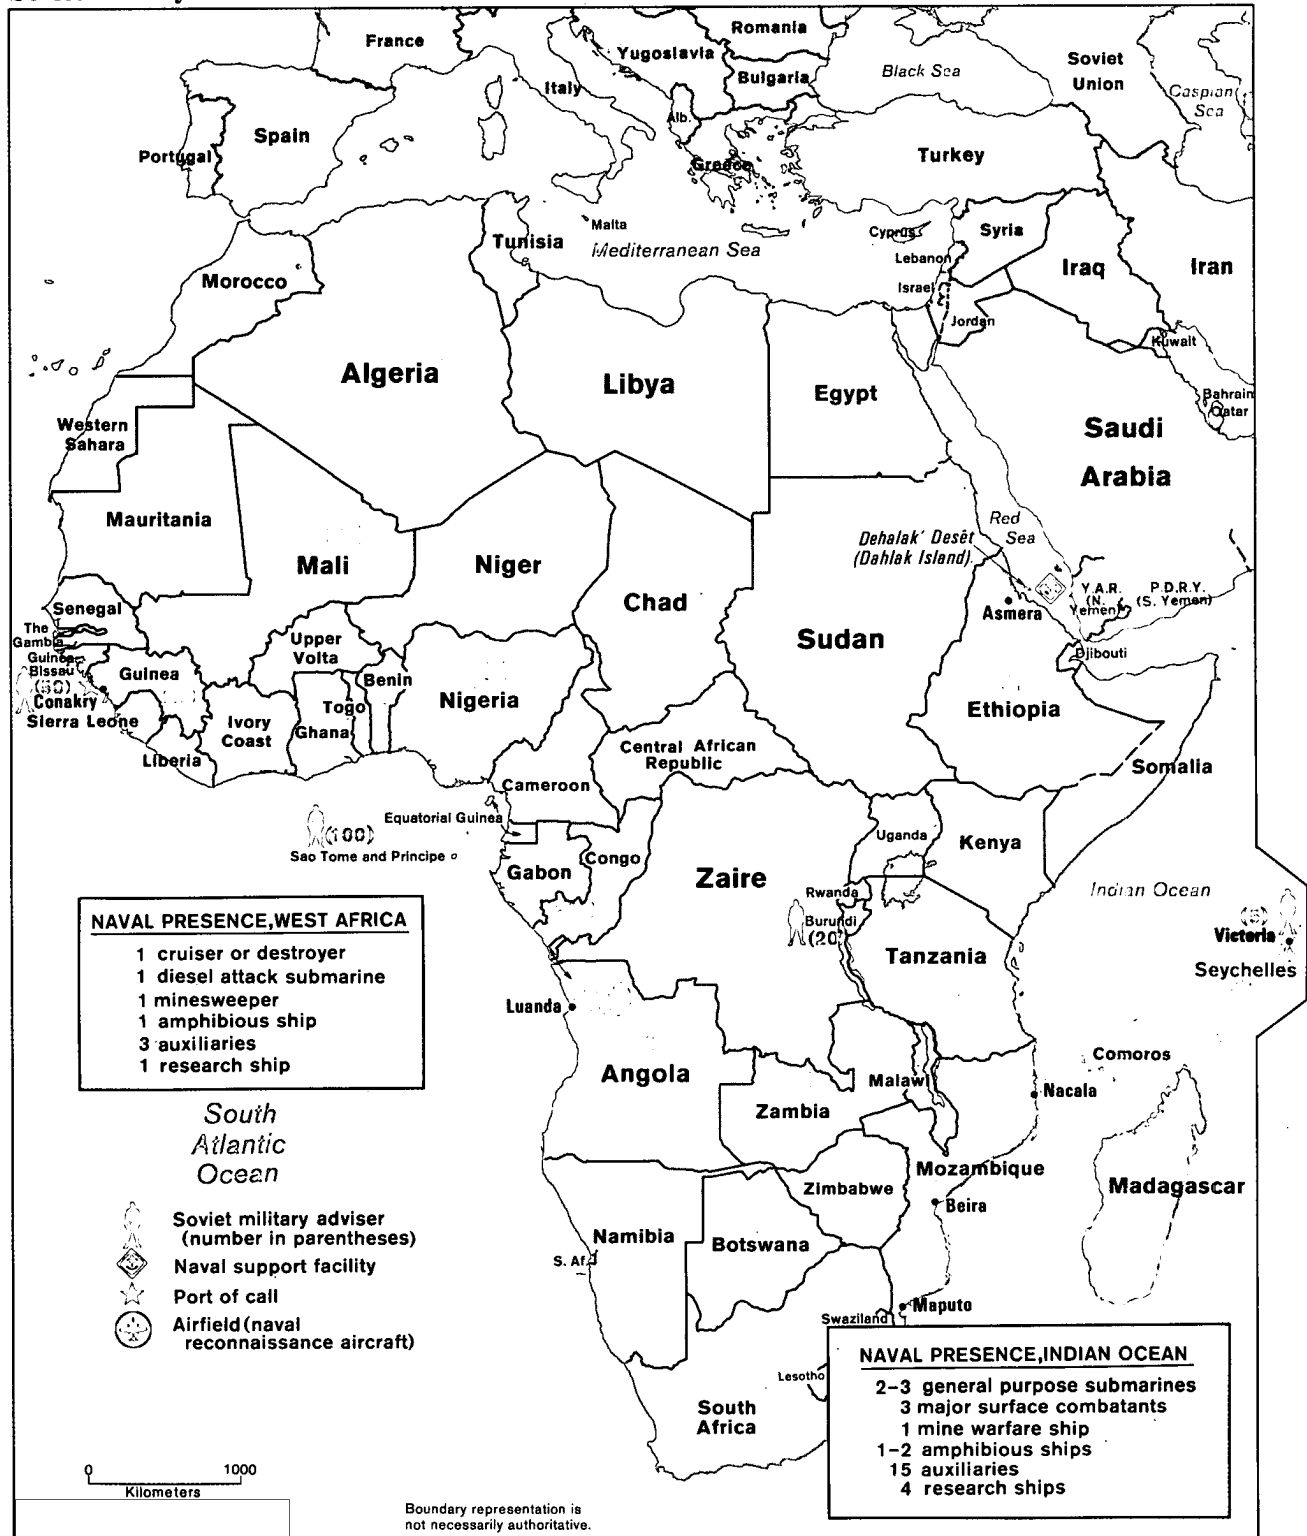 France
Romania
Yugoslavia
Soviet
Union
Black Sea
Bulgaria
Italy
Caspian
Sea
Alb.
Spain
Portugal
Greece
Turkey
Malta
Tunisia
Mediterranean Sea
Cyprus
Syria
Lebanon
Iraq
Iran
Morocco
Israel
Jordan
Kuwait
Algeria
Libya
Egypt
Bahrain
Qatar
Western
Sahara
Saudi
Arabia
Mauritania
Red
Sea
Dehalak' Desēt
(Dahlak Island)
Mali
Niger
Chad
Y.A.R.
(N.
Yemen)
P.D.R.Y.
(S. Yemen)
Asmera
Senegal
The
Gambia
Upper
Volta
Sudan
Djibouti
Guinea
Bissau
Guinea
Benin
Conakry
Nigeria
Togo
Ethiopia
Sierra Leone
Ivory
Coast
Ghana
Liberia
Central African
Republic
Somalia
Cameroon
Equatorial Guinea
(100)
Sao Tome and Principe
Uganda
Kenya
Gabon
Congo
Zaire
Rwanda
Indian Ocean
Burundi
(20)
Victoria
Seychelles
Tanzania
NAVAL PRESENCE,WEST AFRICA
1 cruiser or destroyer
1 diesel attack submarine
1 minesweeper
1 amphibious ship
3 auxiliaries
1 research ship
Luanda
Angola
Comoros
Malawi
Nacala
Zambia
South
Atlantic
Ocean
Mozambique
Zimbabwe
Madagascar
Beira
Namibia
Botswana
S. Af.
Soviet military adviser
(number in parentheses)
Naval support facility
Port of call
Airfield(naval
reconnaissance aircraft)
Maputo
Swaziland
Lesotho
South
Africa
NAVAL PRESENCE,INDIAN OCEAN
2-3 general purpose submarines
3 major surface combatants
1 mine warfare ship
1-2 amphibious ships
15 auxiliaries
4 research ships
0 1000
Kilometers
Boundary representation is
not necessarily authoritative.